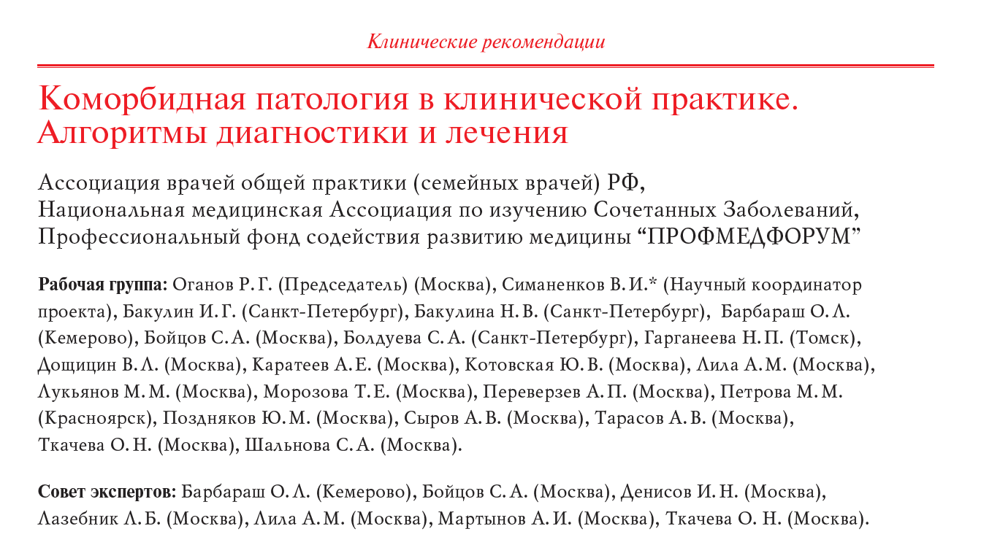 Клинические рекомендации
Коморбидная патология в клинической практике.
Алгоритмы диагностики и лечения
Ассоциация врачей общей практики (семейных врачей) РФ,
Национальная медицинская Ассоциация по изучению Сочетанных Заболеваний,
Профессиональный фонд содействия развитию медицины “ПРОФМЕДФОРУМ”
Рабочая группа: Оганов Р. Г. (Председатель) (Москва), Симаненков В. И.* (Научный координатор
проекта), Бакулин И. Г. (Санкт-Петербург), Бакулина Н. В. (Санкт-Петербург), Барбараш О. Л.
(Кемерово), Бойцов С. А. (Москва), Болдуева С. А. (Санкт-Петербург), Гарганеева Н. П. (Томск),
Дощицин В. Л. (Москва), Каратеев А. Е. (Москва), Котовская Ю. В. (Москва), Лила А. М. (Москва),
Лукьянов М. М. (Москва), Морозова Т. Е. (Москва), Переверзев А. П. (Москва), Петрова М. М.
(Красноярск), Поздняков Ю. М. (Москва), Сыров А. В. (Москва), Тарасов А. В. (Москва),
Ткачева О. Н. (Москва), Шальнова С. А. (Москва).
Совет экспертов: Барбараш О. Л. (Кемерово), Бойцов С. А. (Москва), Денисов И. Н. (Москва),
Лазебник Л. Б. (Москва), Лила А. М. (Москва), Мартынов А. И. (Москва), Ткачева О. Н. (Москва).